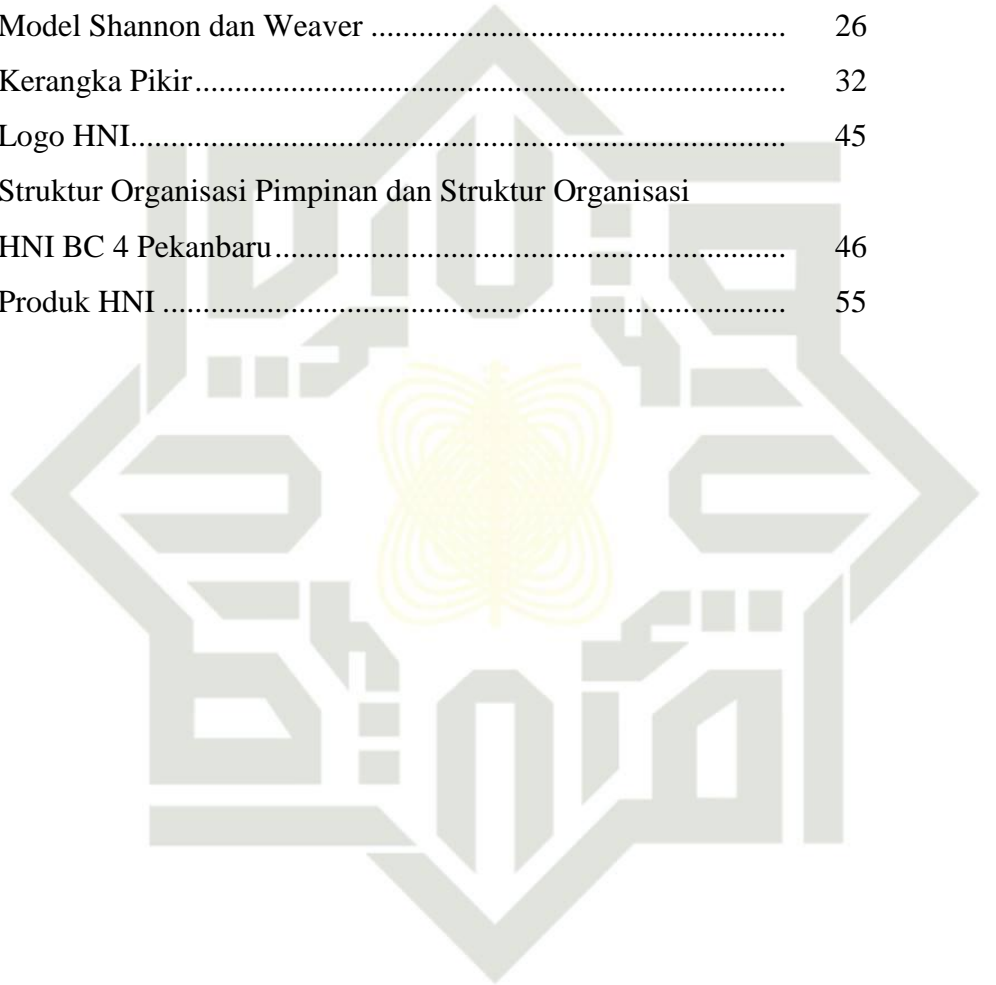 Model Shannon dan Weaver .................................................... 26
Kerangka Pikir.......................................................................... 32
Logo HNI.................................................................................. 45
Struktur Organisasi Pimpinan dan Struktur Organisasi
HNI BC 4 Pekanbaru................................................................ 46
Produk HNI .............................................................................. 55